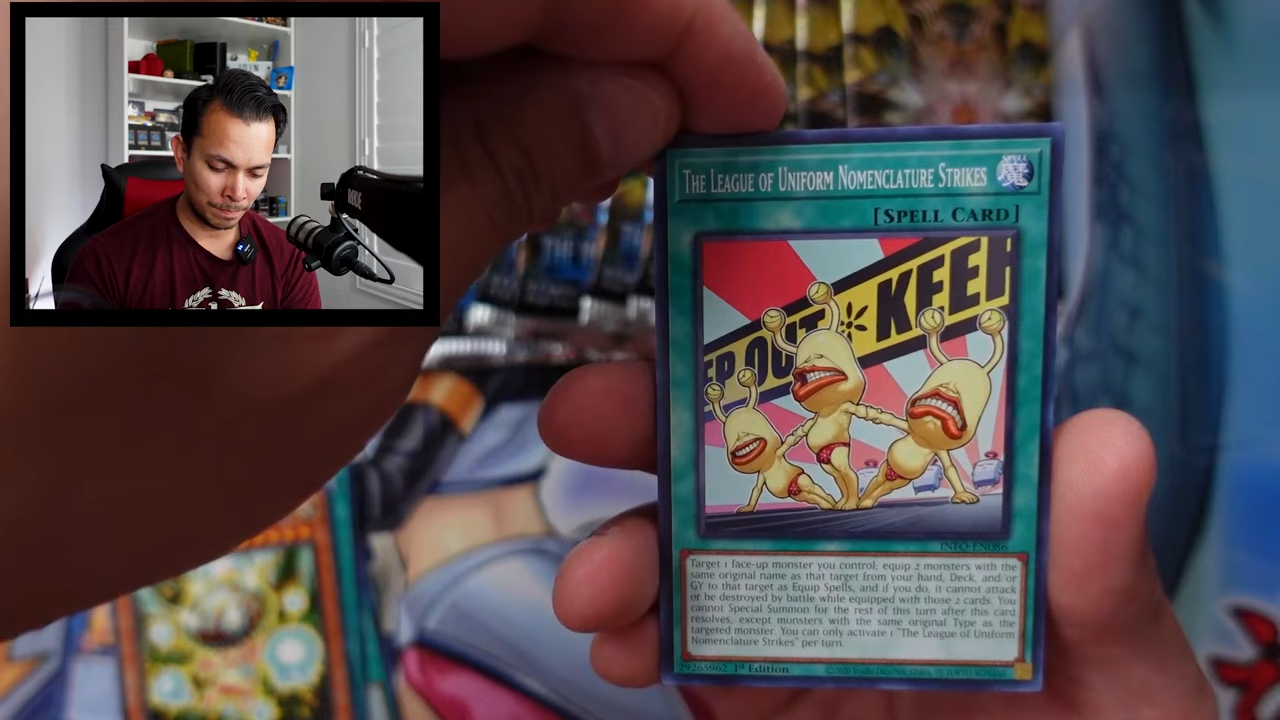 RØDE
THE LEAGUE OF UNIFORM NOMENCLATURE STRIKES
SPELL
[SPELL CARD]
EP OUT KEEP
INFO-EN086
Target 1 face-up monster you control; equip 2 monsters with the
same original name as that target from your hand, Deck, and/or
GY to that target as Equip Spells, and if you do, it cannot attack
or be destroyed by battle while equipped with those 2 cards. You
cannot Special Summon for the rest of this turn after this card
resolves, except monsters with the same original Type as the
targeted monster. You can only activate 1 "The League of Uniform
Nomenclature Strikes" per turn.
29265962 1st Edition